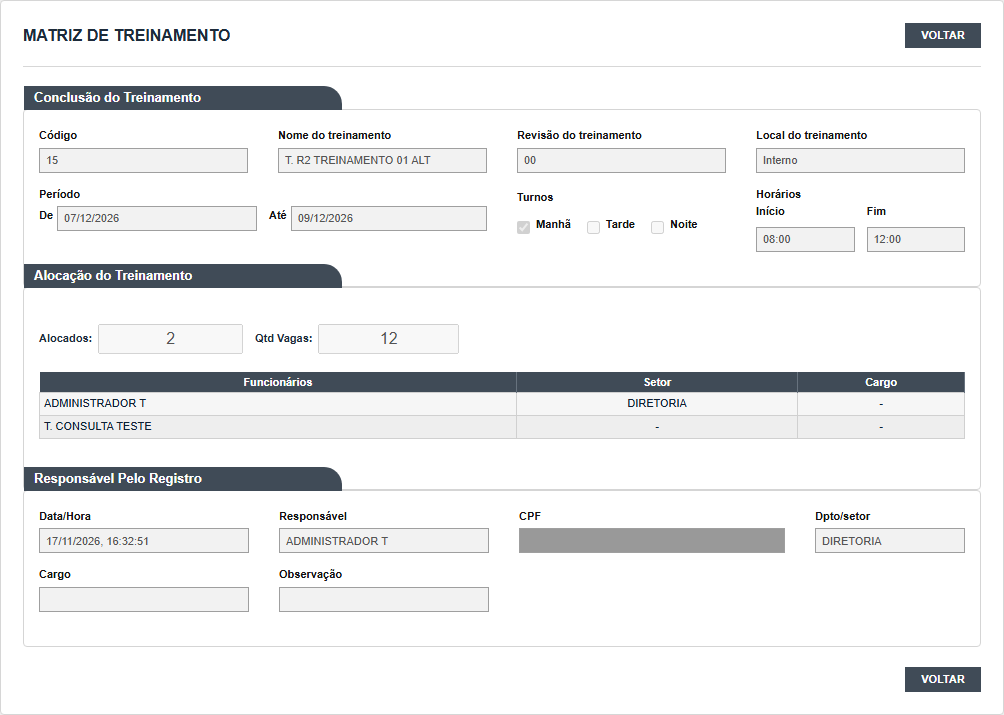 MATRIZ DE TREINAMENTO
VOLTAR
Conclusão do Treinamento
Código Nome do treinamento Revisão do treinamento Local do treinamento
15 T. R2 TREINAMENTO 01 ALT 00 Interno
Período Turnos Horários
De 07/12/2026 Até 09/12/2026 Manhã Tarde Noite Início Fim
08:00 12:00
Alocação do Treinamento
Alocados: 2 Qtd Vagas: 12
Funcionários Setor Cargo
ADMINISTRADOR T DIRETORIA -
T. CONSULTA TESTE - -
Responsável Pelo Registro
Data/Hora Responsável CPF Dpto/setor
17/11/2026, 16:32:51 ADMINISTRADOR T DIRETORIA
Cargo Observação
VOLTAR